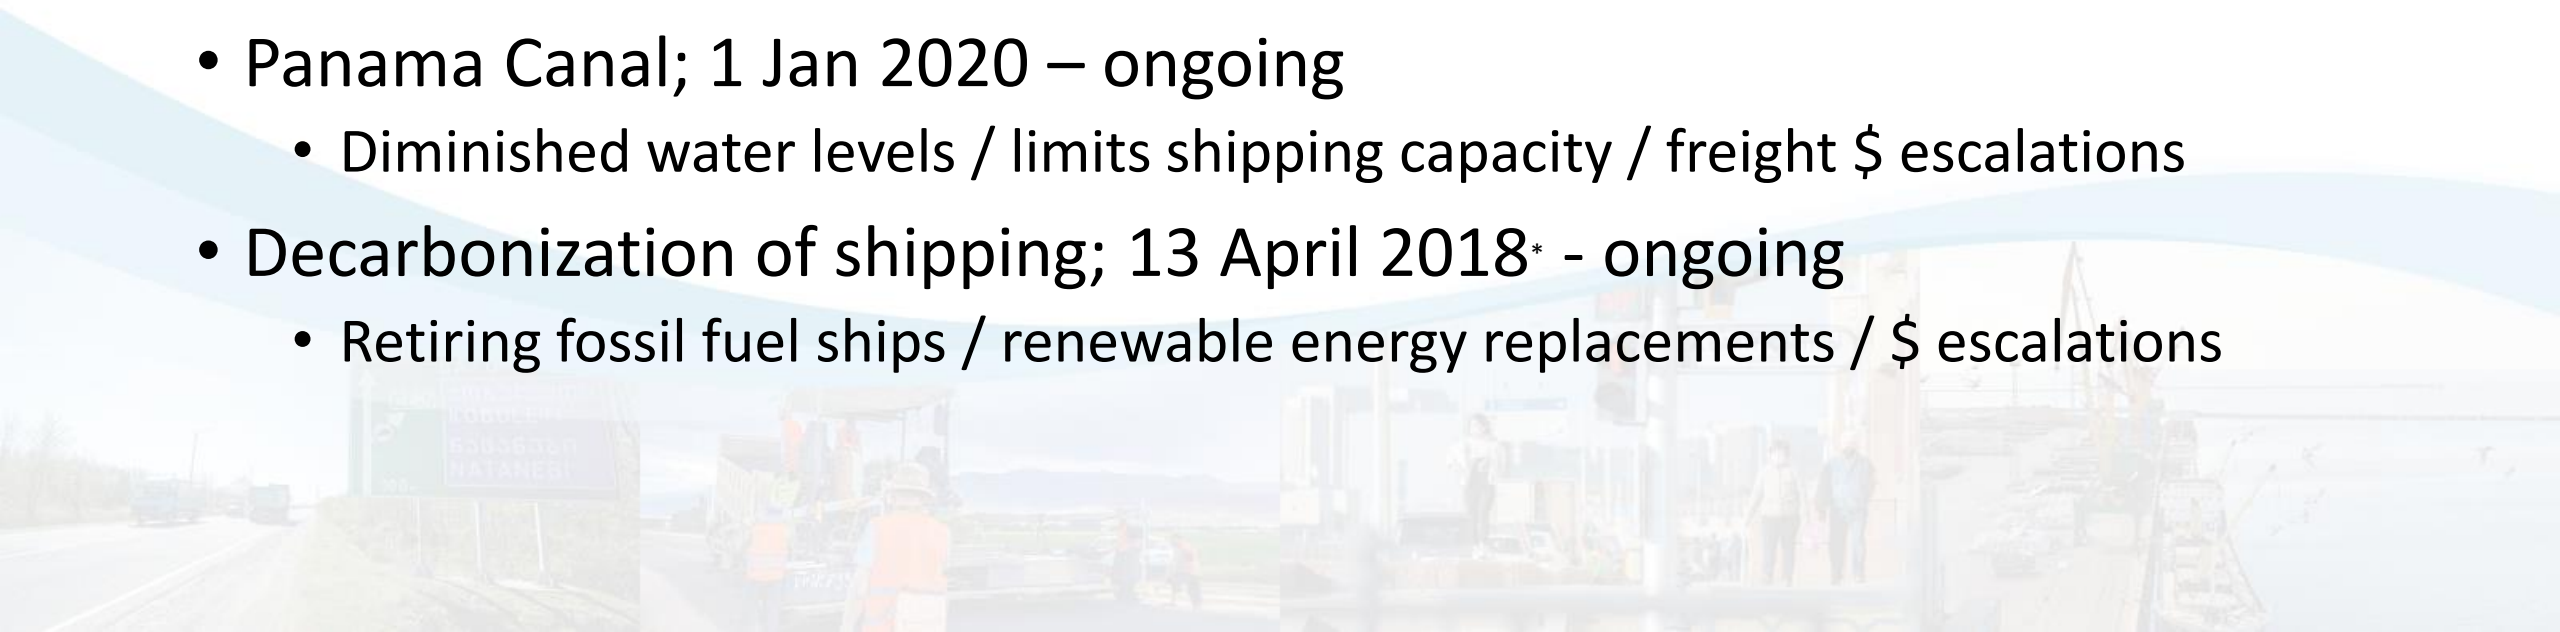 • Panama Canal; 1 Jan 2020 – ongoing
• Diminished water levels / limits shipping capacity / freight $ escalations
• Decarbonization of shipping; 13 April 2018* - ongoing
• Retiring fossil fuel ships / renewable energy replacements / $ escalations
NATANEBI